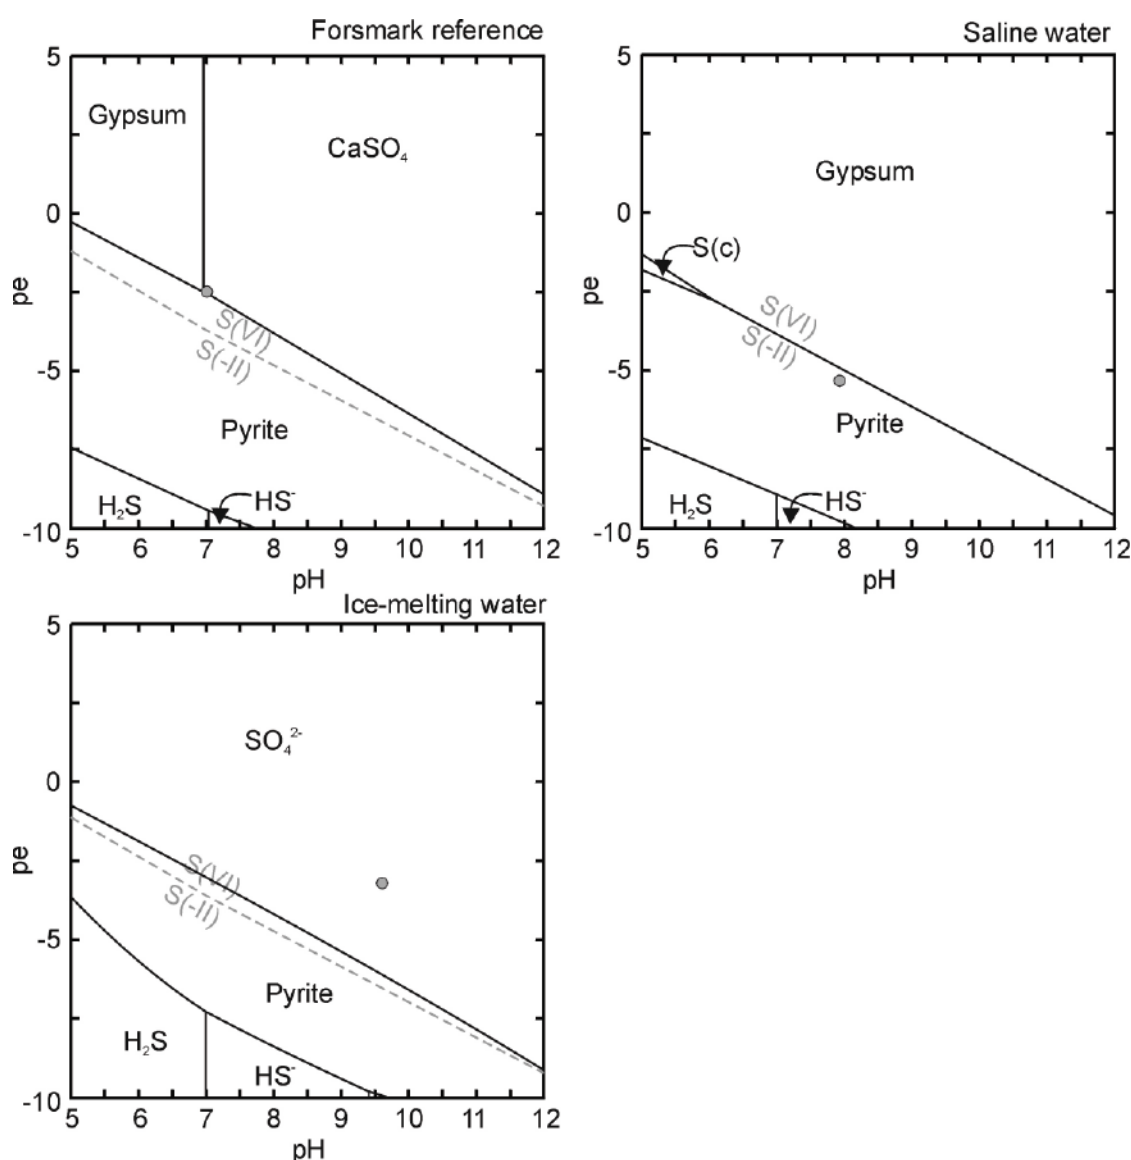 Forsmark reference
5
Gypsum
CaSO₄
0
pe
S(VI)
S(-II)
-5
Pyrite
H₂S
HS⁻
-10
5 6 7 8 9 10 11 12
pH
Saline water
5
Gypsum
0
S(c)
pe
S(VI)
S(-II)
-5
Pyrite
H₂S
HS⁻
-10
5 6 7 8 9 10 11 12
pH
Ice-melting water
5
SO₄²⁻
0
pe
S(VI)
S(-II)
-5
Pyrite
H₂S
HS⁻
-10
5 6 7 8 9 10 11 12
pH